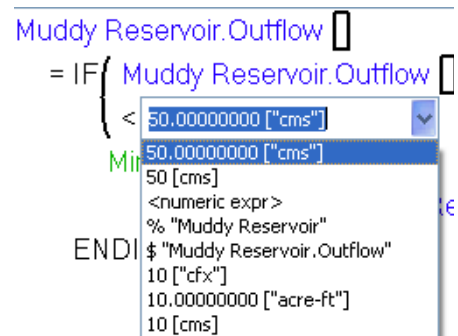 Muddy Reservoir.Outflow []
= IF( Muddy Reservoir.Outflow []
< 50.00000000 ["cms"]
50.00000000 ["cms"]
50 [cms]
<numeric expr>
% "Muddy Reservoir"
ENDI $ "Muddy Reservoir.Outflow"
10 ["cfx"]
10.00000000 ["acre-ft"]
10 [cms]